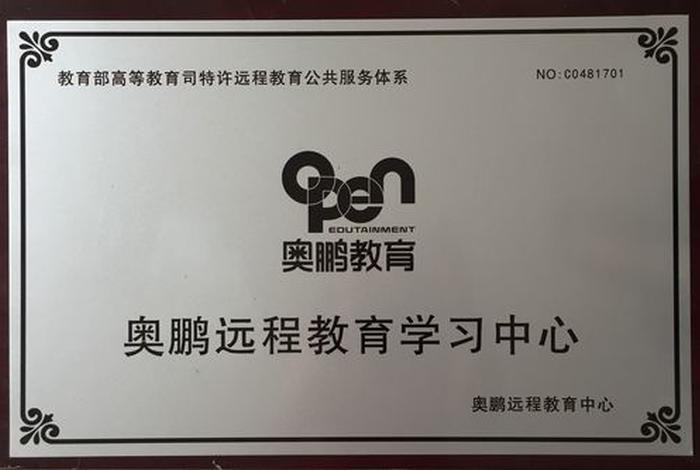 教育部高等教育司特许远程教育公共服务体系
NO:C0481701
Open
EDUTAINMENT
奥鹏教育
奥鹏远程教育学习中心
奥鹏远程教育中心